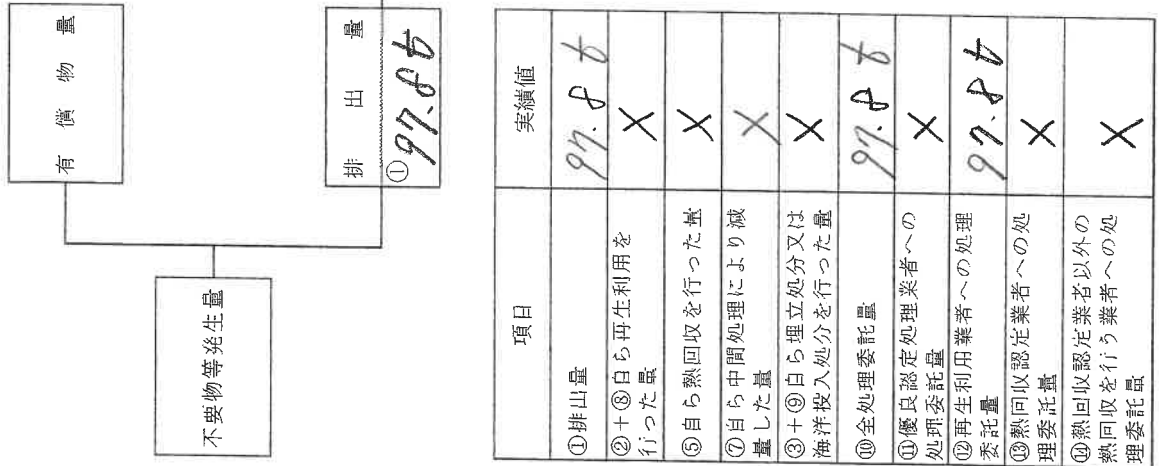 有償物量
不要物等発生量
排出量
①
97.8t
項目
実績値
①排出量
97.8t
②+⑧自ら再生利用を
行った量
×
⑤自ら熱回収を行った量
×
⑦自ら中間処理により減
量した量
×
③+⑨自ら埋立処分又は
海洋投入処分を行った量
×
⑩全処理委託量
97.8t
⑪優良認定処理業者への
処理委託量
×
⑫再生利用業者への処理
委託量
97.8t
⑬熱回収認定業者への処
理委託量
×
⑭熱回収認定業者以外の
熱回収を行う業者への処
理委託量
×